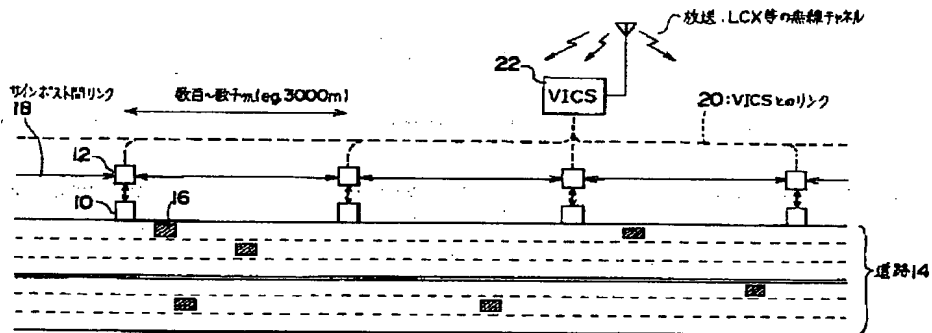 放送、LCX等の無線チャネル
22
VICS
サインポスト間リンク
18
数百〜数千m(eg.3000m)
20:VICSとのリンク
12
10
16
道路14